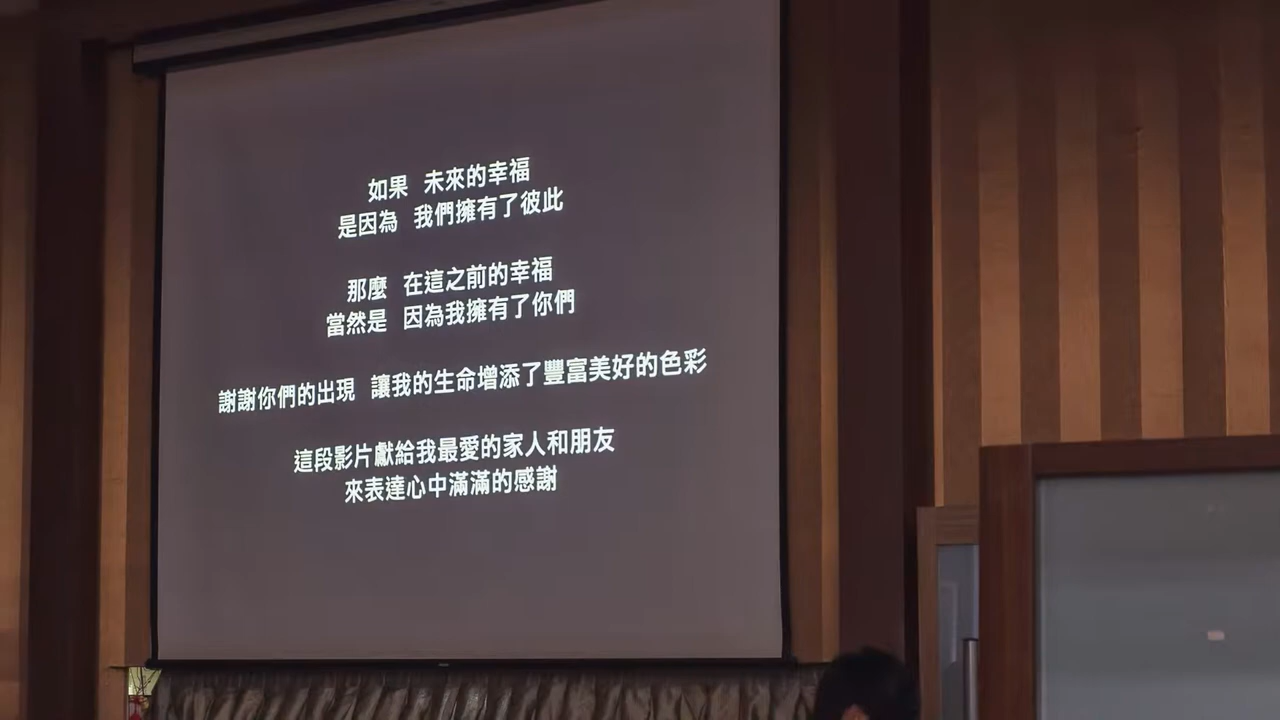 如果 未來的幸福
是因為 我們擁有了彼此
那麼 在這之前的幸福
當然是 因為我擁有了你們
謝謝你們的出現 讓我的生命增添了豐富美好的色彩
這段影片獻給我最愛的家人和朋友
來表達心中滿滿的感謝